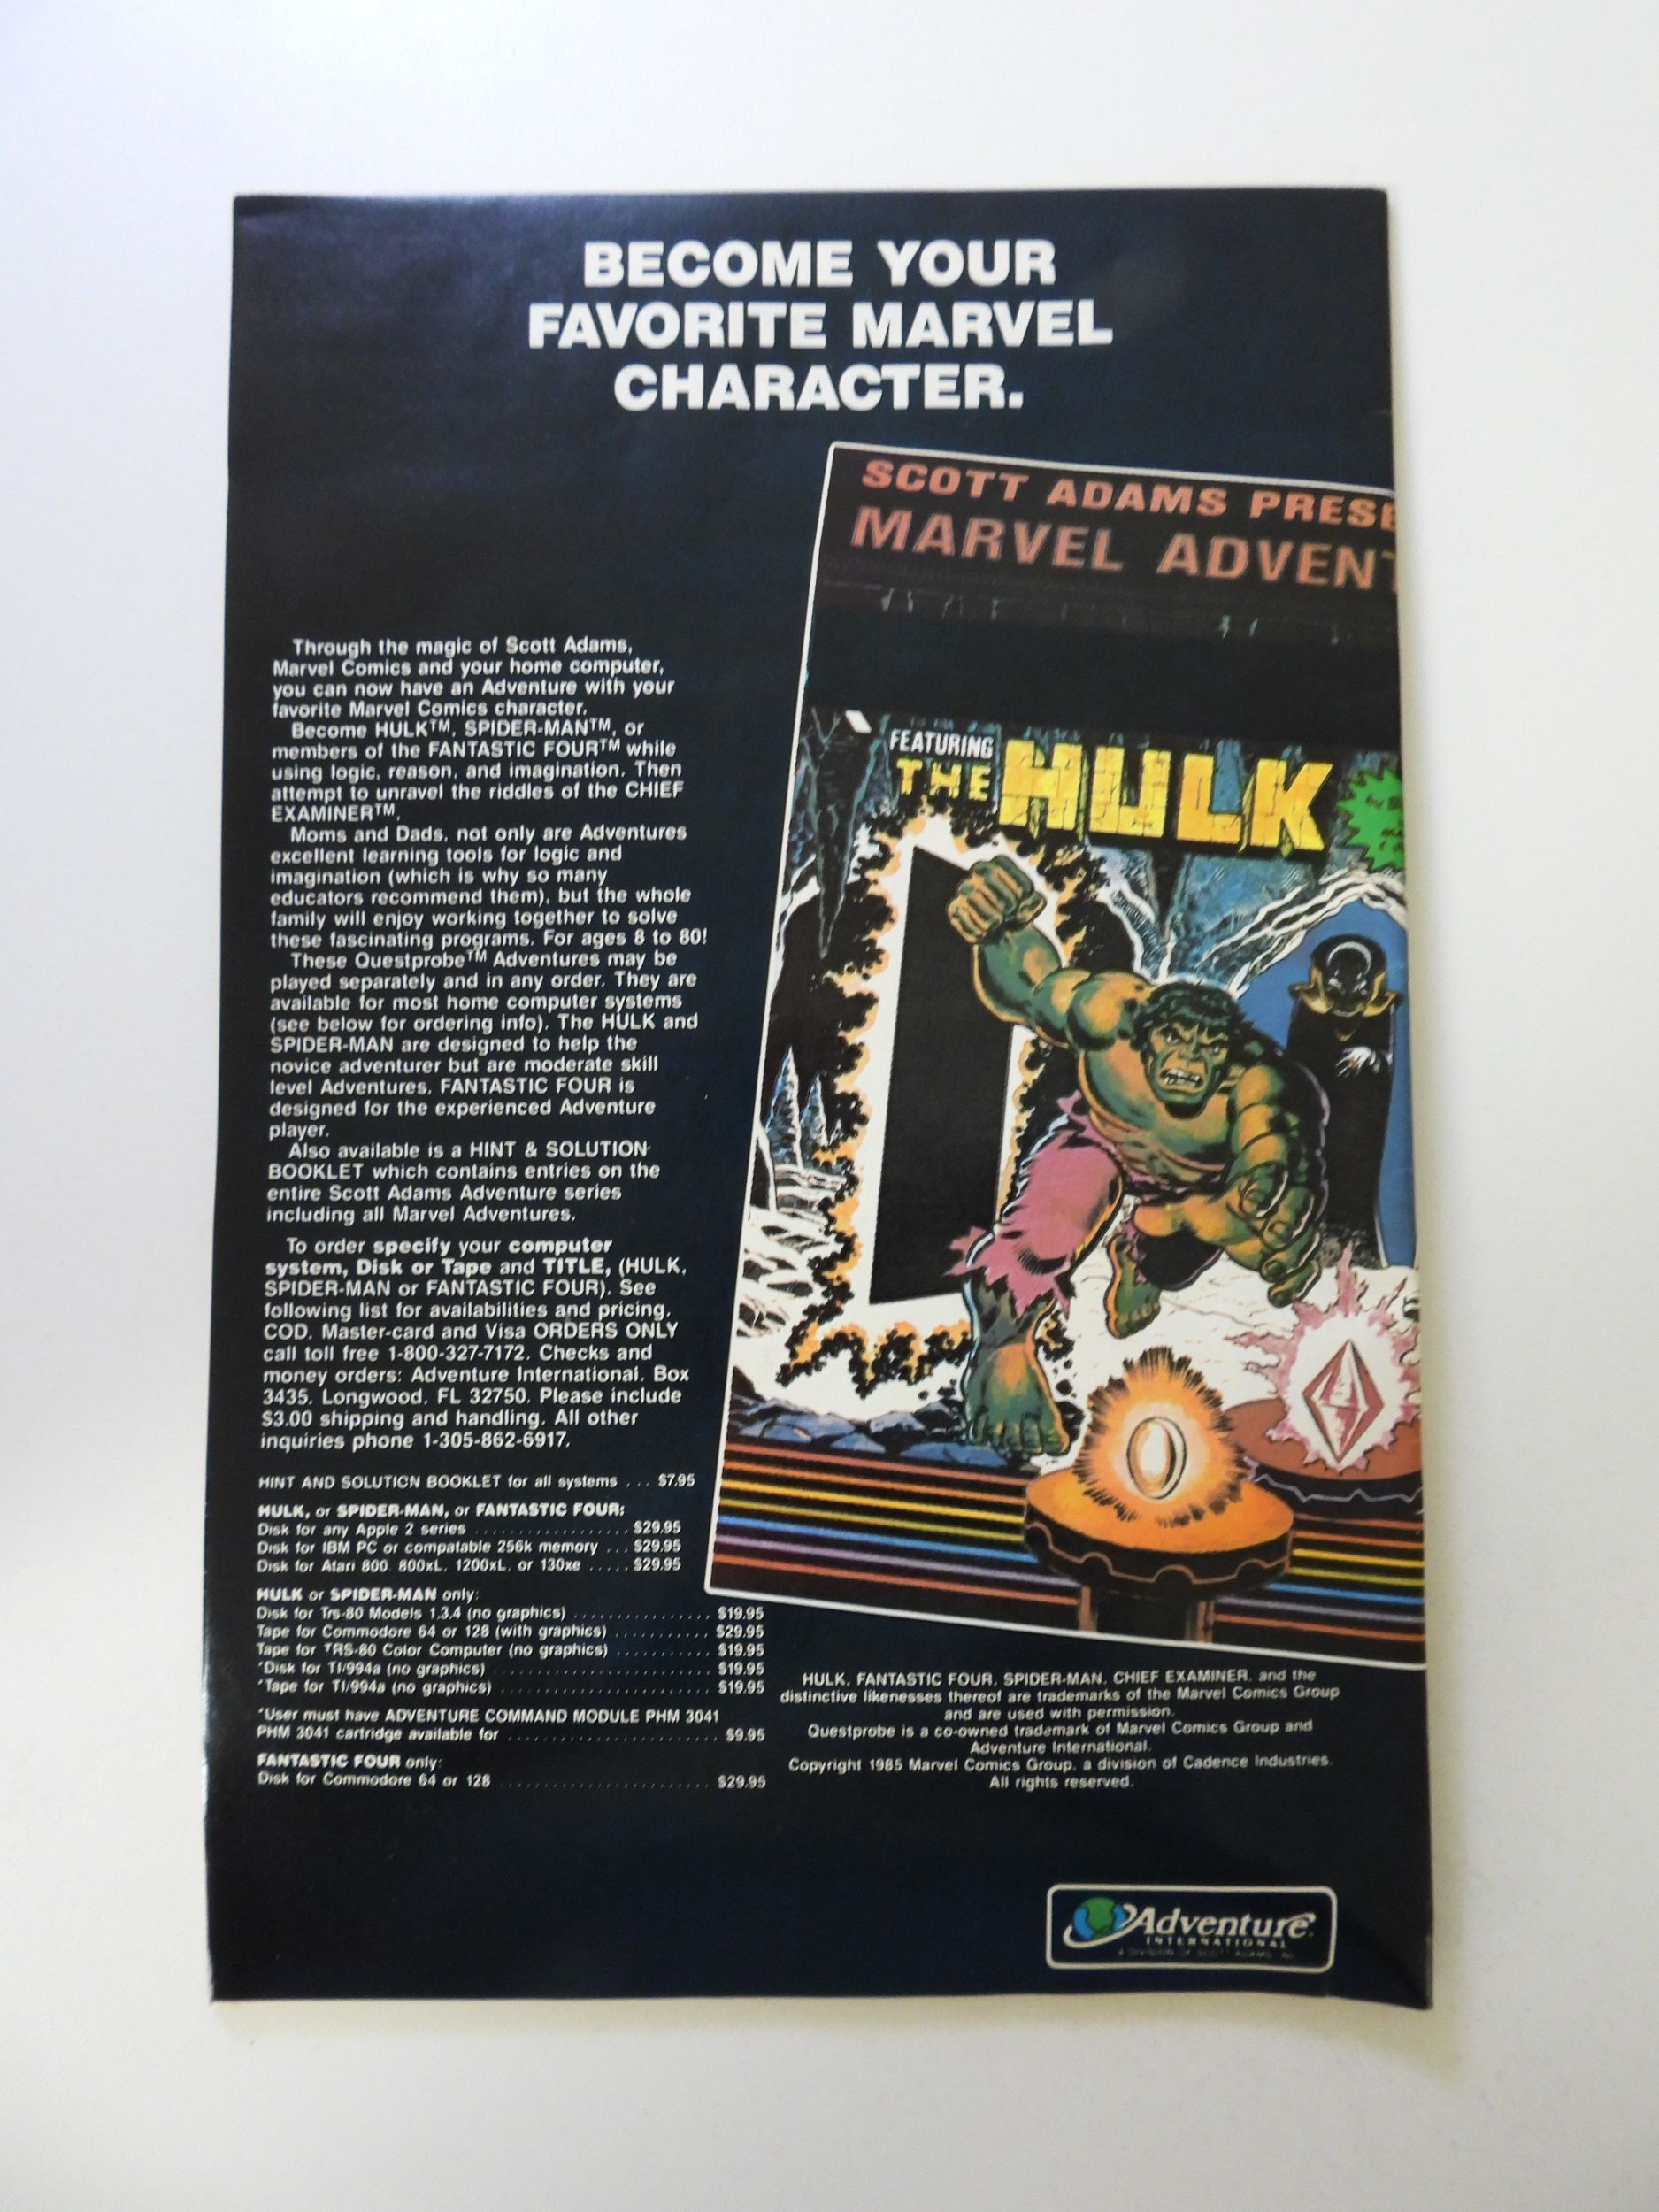 BECOME YOUR
FAVORITE MARVEL
CHARACTER.
SCOTT ADAMS PRESE
MARVEL ADVENT
FEATURING
THE HULK
Through the magic of Scott Adams,
Marvel Comics and your home computer,
you can now have an Adventure with your
favorite Marvel Comics character.
Become HULK™, SPIDER-MAN™, or
members of the FANTASTIC FOUR™ while
using logic, reason, and imagination. Then
attempt to unravel the riddles of the CHIEF
EXAMINER™.
Moms and Dads, not only are Adventures
excellent learning tools for logic and
imagination (which is why so many
educators recommend them), but the whole
family will enjoy working together to solve
these fascinating programs. For ages 8 to 80!
These Questprobe™ Adventures may be
played separately and in any order. They are
available for most home computer systems
(see below for ordering info). The HULK and
SPIDER-MAN are designed to help the
novice adventurer but are moderate skill
level Adventures. FANTASTIC FOUR is
designed for the experienced Adventure
player.
Also available is a HINT & SOLUTION
BOOKLET which contains entries on the
entire Scott Adams Adventure series
including all Marvel Adventures.
To order specify your computer
system, Disk or Tape and TITLE, (HULK,
SPIDER-MAN or FANTASTIC FOUR). See
following list for availabilities and pricing.
COD, Master-card and Visa ORDERS ONLY
call toll free 1-800-327-7172. Checks and
money orders: Adventure International, Box
3435, Longwood, FL 32750. Please include
$3.00 shipping and handling. All other
inquiries phone 1-305-862-6917.
HINT AND SOLUTION BOOKLET for all systems ... $7.95
HULK, or SPIDER-MAN, or FANTASTIC FOUR:
Disk for any Apple 2 series .................. $29.95
Disk for IBM PC or compatable 256k memory ... $29.95
Disk for Atari 800, 800xL, 1200xL, or 130xe ..... $29.95
HULK or SPIDER-MAN only:
Disk for Trs-80 Models 1,3,4 (no graphics) ................ $19.95
Tape for Commodore 64 or 128 (with graphics) ........... $29.95
Tape for TRS-80 Color Computer (no graphics) ........... $19.95
*Disk for TI/994a (no graphics) ......................... $19.95
*Tape for TI/994a (no graphics) ........................ $19.95
*User must have ADVENTURE COMMAND MODULE PHM 3041
PHM 3041 cartridge available for ........................ $9.95
FANTASTIC FOUR only:
Disk for Commodore 64 or 128 ........................ $29.95
HULK, FANTASTIC FOUR, SPIDER-MAN, CHIEF EXAMINER, and the
distinctive likenesses thereof are trademarks of the Marvel Comics Group
and are used with permission.
Questprobe is a co-owned trademark of Marvel Comics Group and
Adventure International.
Copyright 1985 Marvel Comics Group, a division of Cadence Industries.
All rights reserved.
Adventure
INTERNATIONAL
A DIVISION OF SCOTT ADAMS, INC.